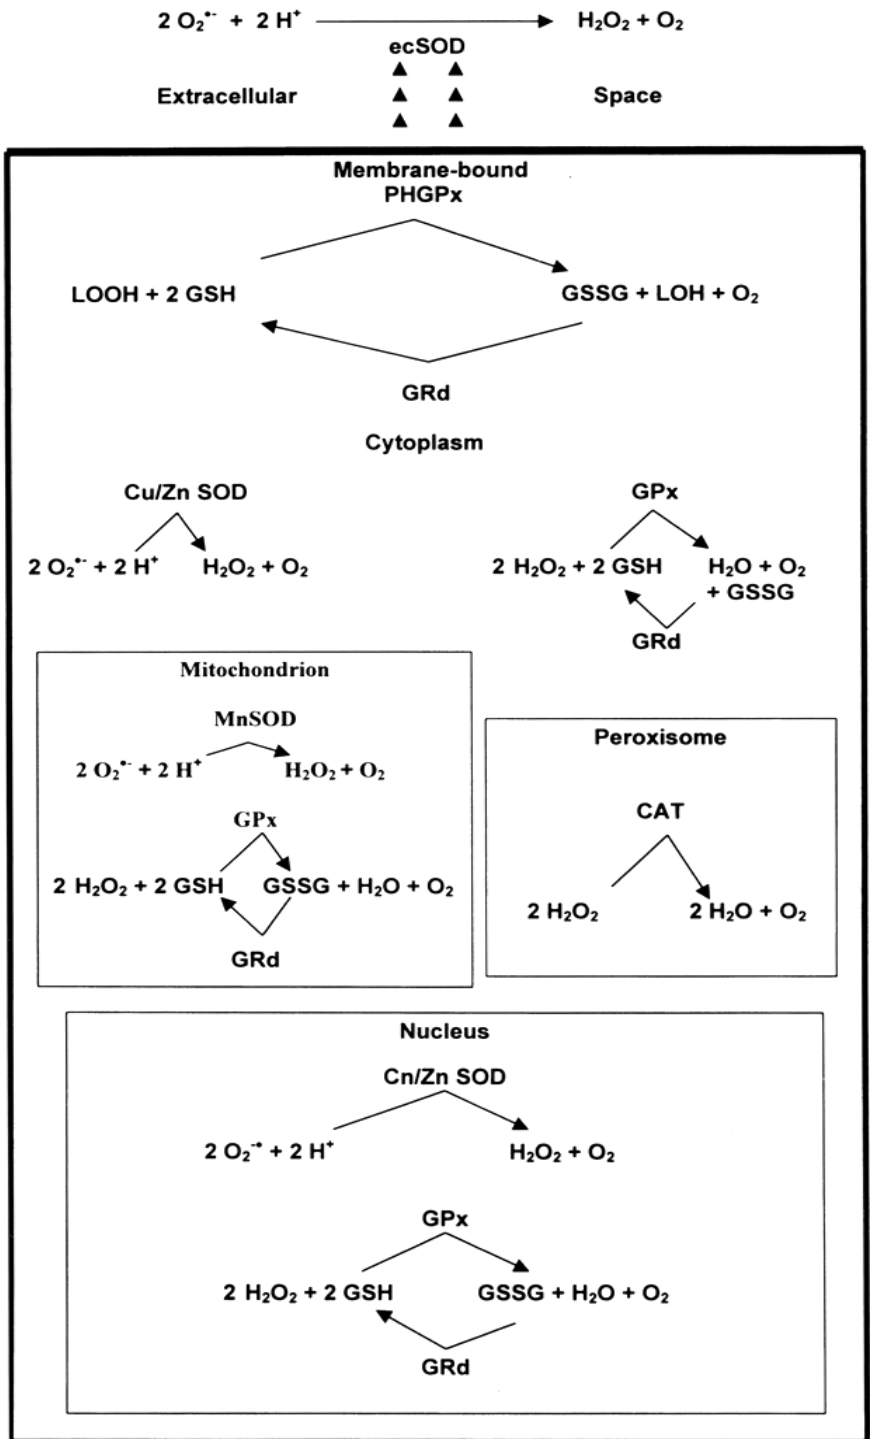 2 O₂•- + 2 H⁺ H₂O₂ + O₂
ecSOD
Extracellular Space
Membrane-bound
PHGPx
LOOH + 2 GSH GSSG + LOH + O₂
GRd
Cytoplasm
Cu/Zn SOD
2 O₂•- + 2 H⁺ H₂O₂ + O₂
GPx
2 H₂O₂ + 2 GSH H₂O + O₂
+ GSSG
GRd
Mitochondrion
MnSOD
2 O₂•- + 2 H⁺ H₂O₂ + O₂
GPx
2 H₂O₂ + 2 GSH GSSG + H₂O + O₂
GRd
Peroxisome
CAT
2 H₂O₂ 2 H₂O + O₂
Nucleus
Cn/Zn SOD
2 O₂-• + 2 H⁺ H₂O₂ + O₂
GPx
2 H₂O₂ + 2 GSH GSSG + H₂O + O₂
GRd